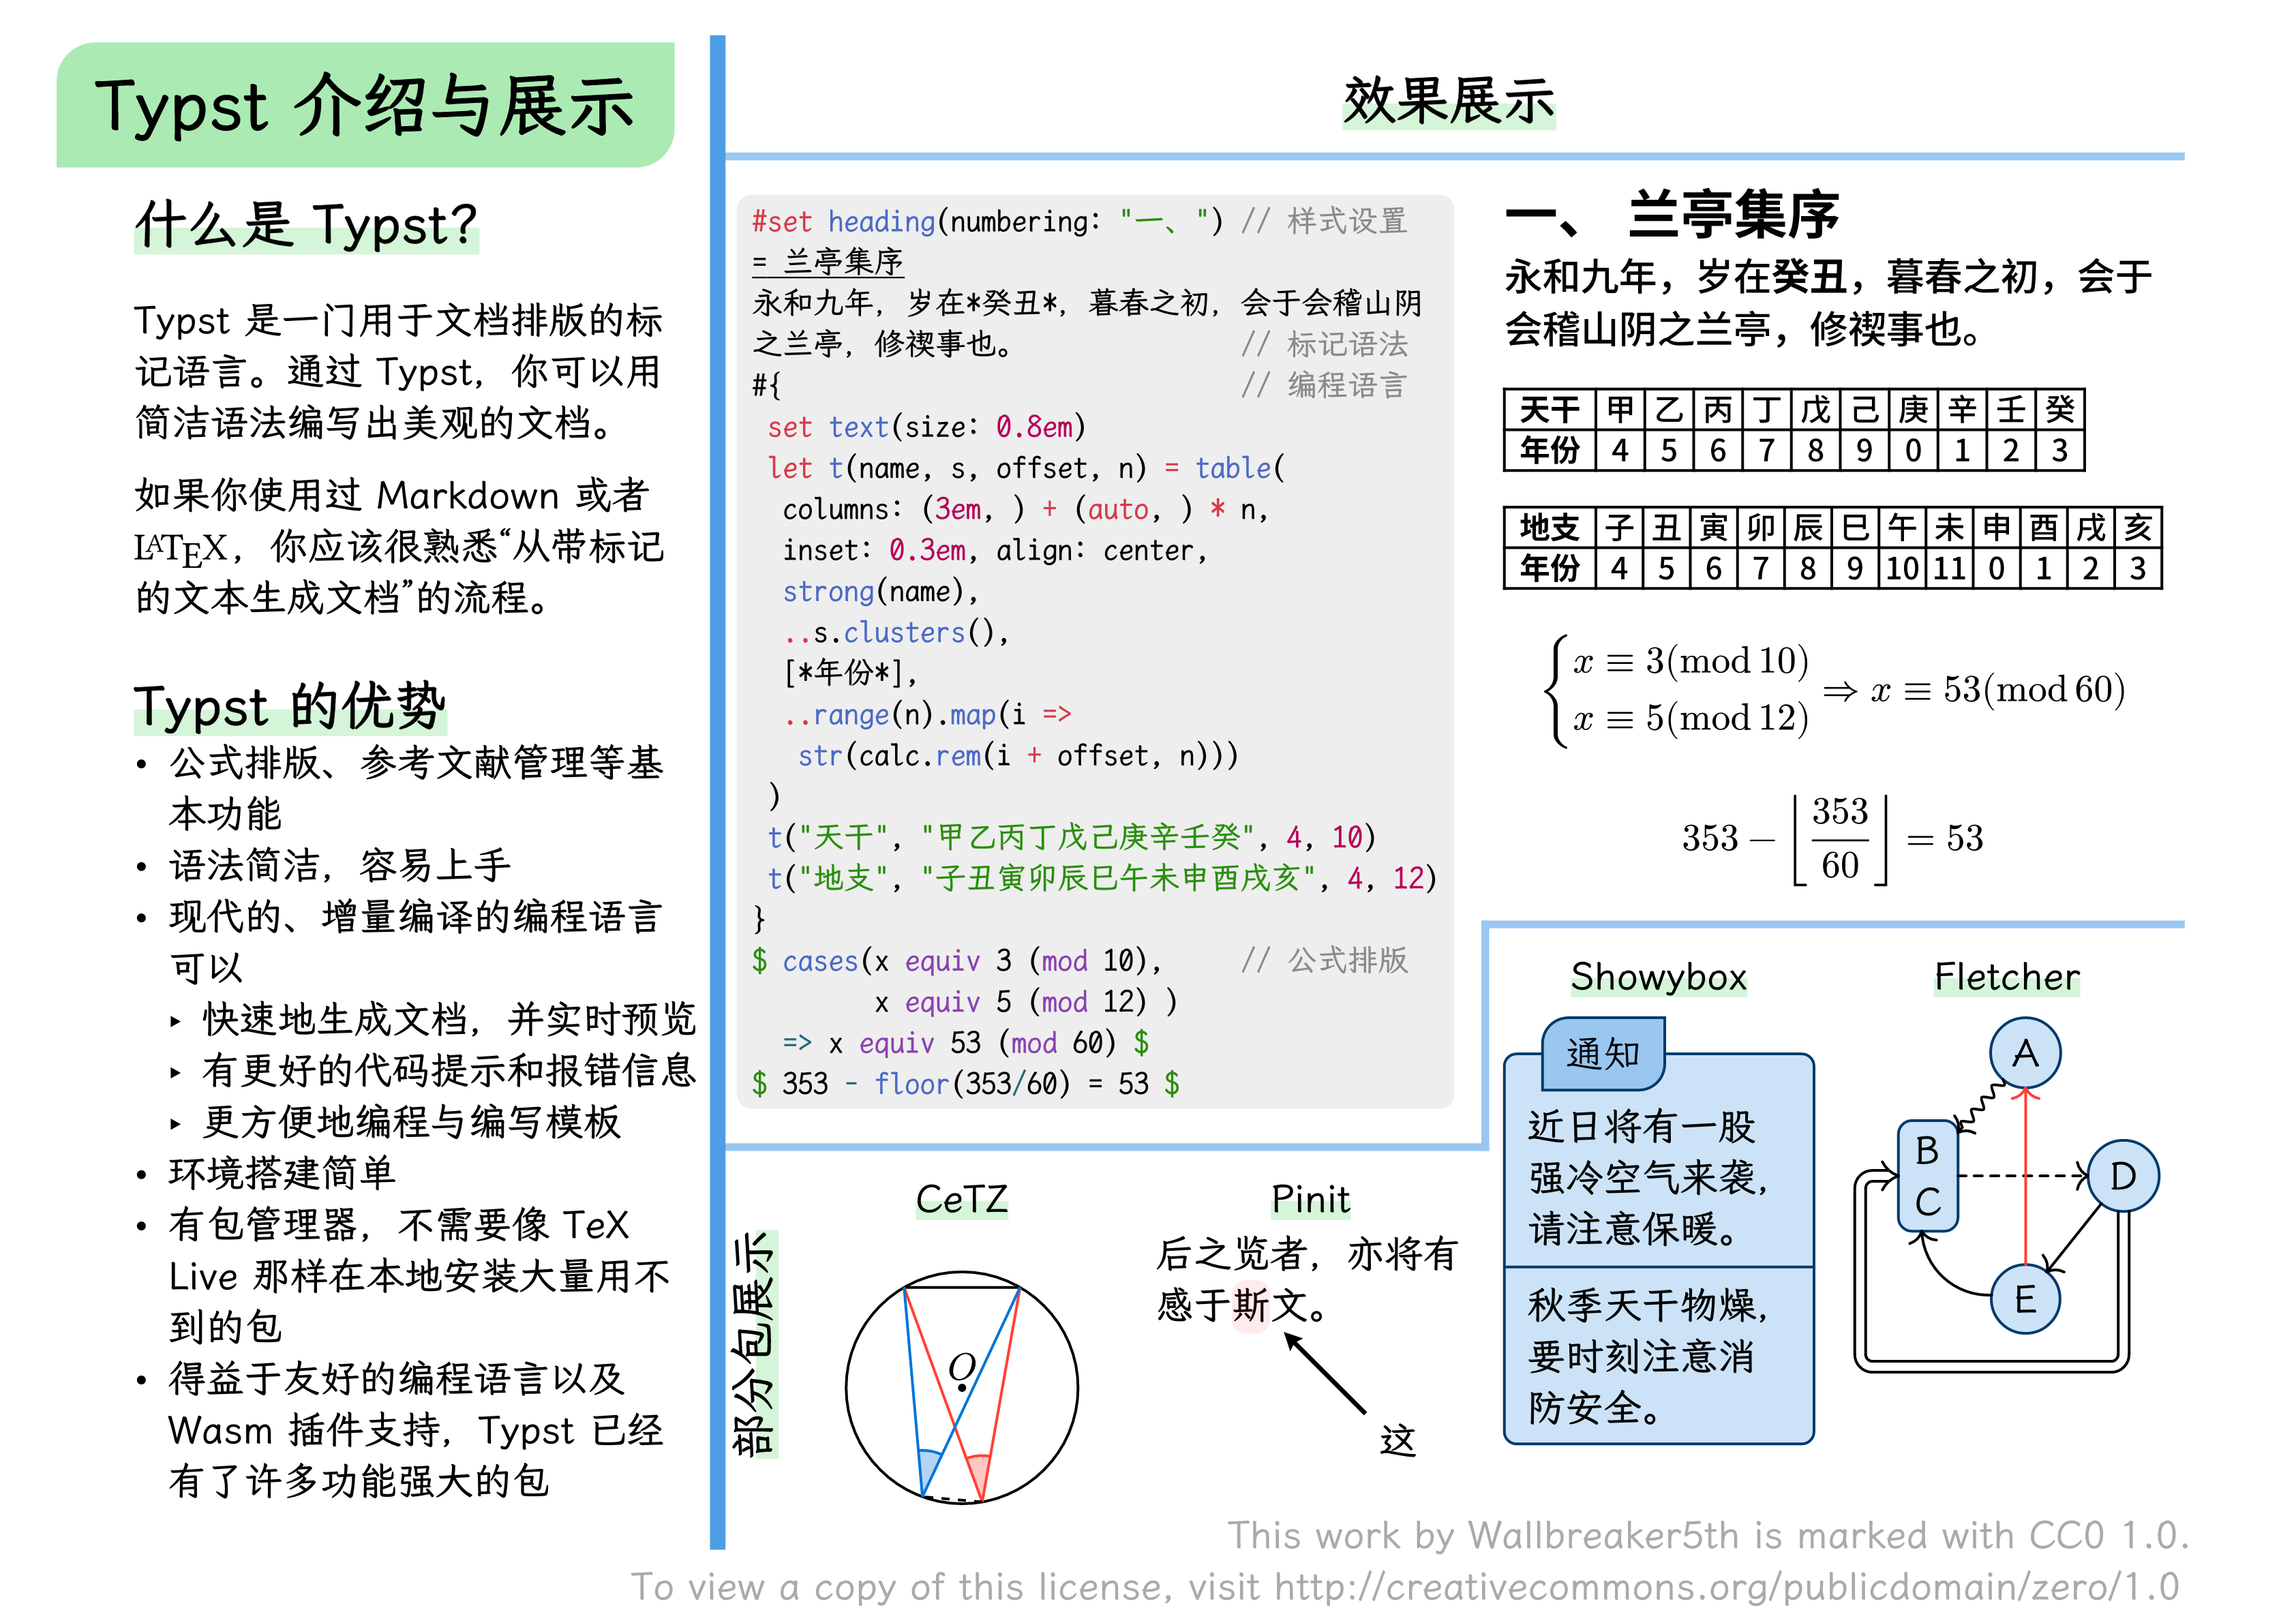 Typst 介绍与展示
什么是 Typst?
Typst 是一门用于文档排版的标
记语言。通过 Typst，你可以用
简洁语法编写出美观的文档。
如果你使用过 Markdown 或者
LATEX，你应该很熟悉“从带标记
的文本生成文档”的流程。
Typst 的优势
• 公式排版、参考文献管理等基
本功能
• 语法简洁，容易上手
• 现代的、增量编译的编程语言
可以
‣ 快速地生成文档，并实时预览
‣ 有更好的代码提示和报错信息
‣ 更方便地编程与编写模板
• 环境搭建简单
• 有包管理器，不需要像 TeX
Live 那样在本地安装大量用不
到的包
• 得益于友好的编程语言以及
Wasm 插件支持，Typst 已经
有了许多功能强大的包
效果展示
#set heading(numbering: "一、") // 样式设置
= 兰亭集序
永和九年，岁在*癸丑*，暮春之初，会于会稽山阴
之兰亭，修禊事也。 // 标记语法
#{ // 编程语言
set text(size: 0.8em)
let t(name, s, offset, n) = table(
columns: (3em, ) + (auto, ) * n,
inset: 0.3em, align: center,
strong(name),
..s.clusters(),
[*年份*],
..range(n).map(i =>
str(calc.rem(i + offset, n)))
)
t("天干", "甲乙丙丁戊己庚辛壬癸", 4, 10)
t("地支", "子丑寅卯辰巳午未申酉戌亥", 4, 12)
}
$ cases(x equiv 3 (mod 10), // 公式排版
x equiv 5 (mod 12) )
=> x equiv 53 (mod 60) $
$ 353 - floor(353/60) = 53 $
一、 兰亭集序
永和九年，岁在癸丑，暮春之初，会于
会稽山阴之兰亭，修禊事也。
天干 甲 乙 丙 丁 戊 己 庚 辛 壬 癸
年份 4 5 6 7 8 9 0 1 2 3
地支 子 丑 寅 卯 辰 巳 午 未 申 酉 戌 亥
年份 4 5 6 7 8 9 10 11 0 1 2 3
{ x ≡ 3(mod 10)
x ≡ 5(mod 12) ⇒ x ≡ 53(mod 60)
353 − ⌊353/60⌋ = 53
部分包展示
CeTZ
O
Pinit
后之览者，亦将有
感于斯文。
这
Showybox
通知
近日将有一股
强冷空气来袭，
请注意保暖。
秋季天干物燥，
要时刻注意消
防安全。
Fletcher
A
B
C
D
E
This work by Wallbreaker5th is marked with CC0 1.0.
To view a copy of this license, visit http://creativecommons.org/publicdomain/zero/1.0